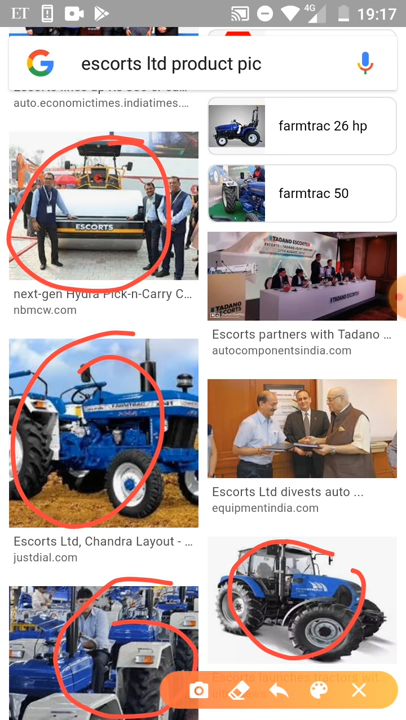 ET
4G
19:17
escorts ltd product pic
auto.economictimes.indiatimes....
farmtrac 26 hp
farmtrac 50
ESCORTS
next-gen Hydra Pick-n-Carry C...
nbmcw.com
TADANO ESCORTS
Escorts partners with Tadano ...
autocomponentsindia.com
FARMTRAC
Escorts Ltd divests auto ...
equipmentindia.com
Escorts Ltd, Chandra Layout - ...
justdial.com